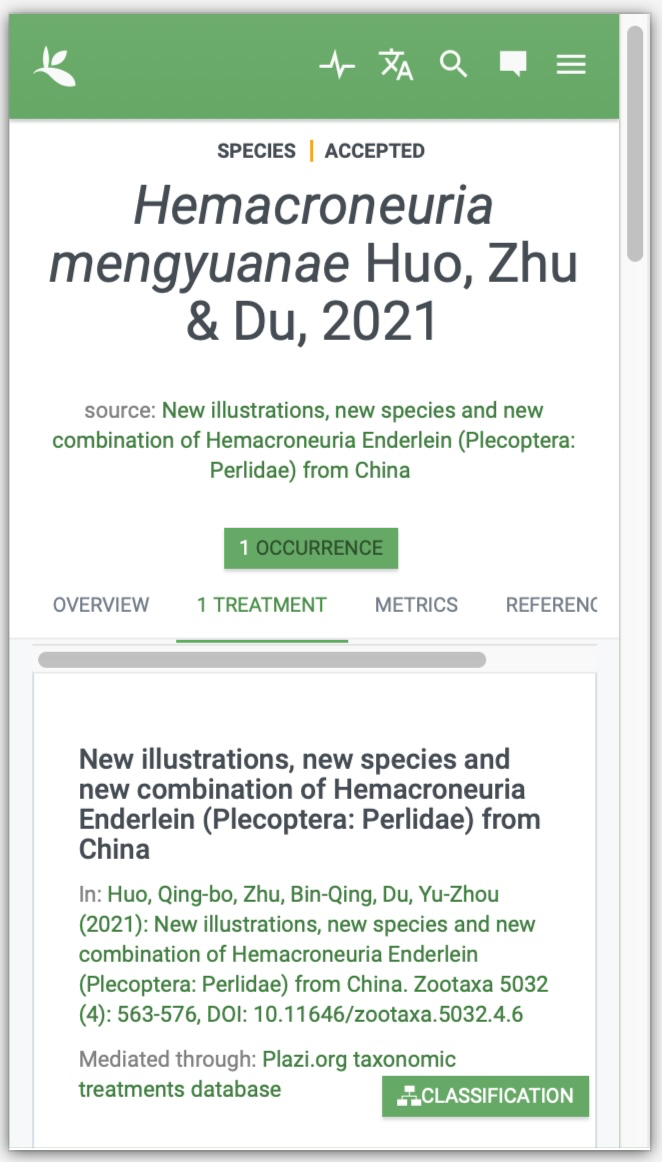 SPECIES | ACCEPTED
Hemacroneuria
mengyuanae Huo, Zhu
& Du, 2021
source: New illustrations, new species and new
combination of Hemacroneuria Enderlein (Plecoptera:
Perlidae) from China
1 OCCURRENCE
OVERVIEW 1 TREATMENT METRICS REFERENC
New illustrations, new species and
new combination of Hemacroneuria
Enderlein (Plecoptera: Perlidae) from
China
In: Huo, Qing-bo, Zhu, Bin-Qing, Du, Yu-Zhou
(2021): New illustrations, new species and new
combination of Hemacroneuria Enderlein
(Plecoptera: Perlidae) from China. Zootaxa 5032
(4): 563-576, DOI: 10.11646/zootaxa.5032.4.6
Mediated through: Plazi.org taxonomic
treatments database
CLASSIFICATION